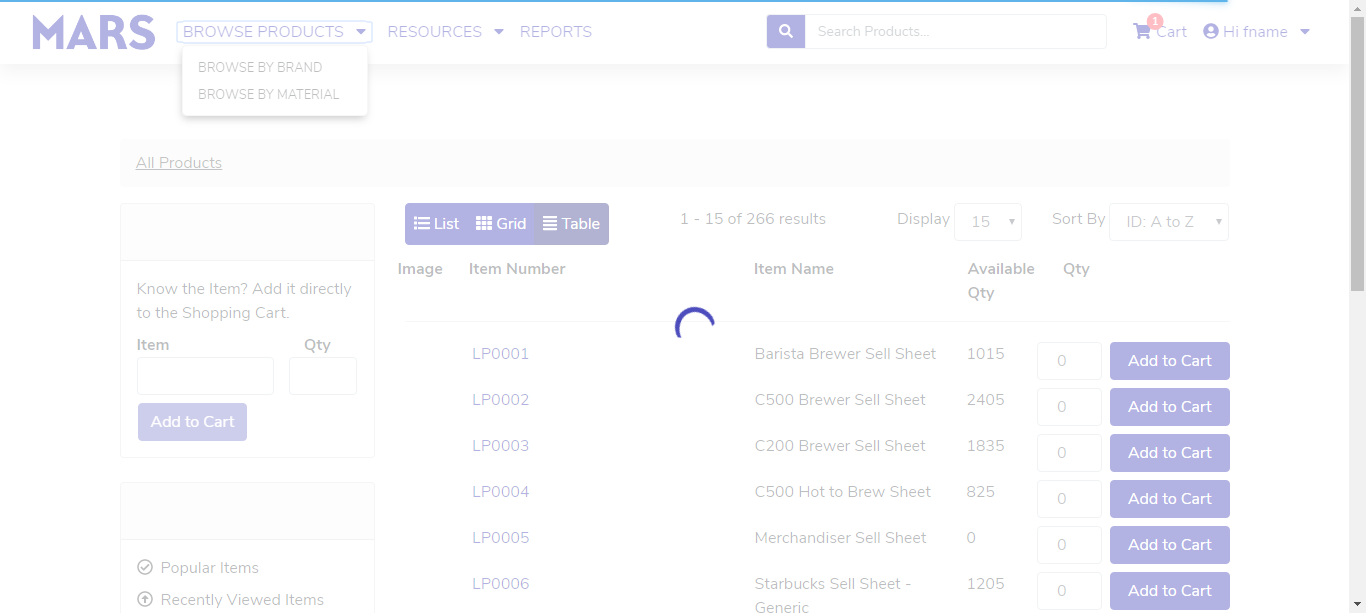 MARS
BROWSE PRODUCTS
RESOURCES
REPORTS
Search Products...
1
Cart
Hi fname
BROWSE BY BRAND
BROWSE BY MATERIAL
All Products
Know the Item? Add it directly
to the Shopping Cart.
Item Qty
Add to Cart
Popular Items
Recently Viewed Items
List Grid Table
1 - 15 of 266 results
Display 15
Sort By ID: A to Z
Image Item Number Item Name Available Qty
Qty
LP0001 Barista Brewer Sell Sheet 1015 0 Add to Cart
LP0002 C500 Brewer Sell Sheet 2405 0 Add to Cart
LP0003 C200 Brewer Sell Sheet 1835 0 Add to Cart
LP0004 C500 Hot to Brew Sheet 825 0 Add to Cart
LP0005 Merchandiser Sell Sheet 0 0 Add to Cart
LP0006 Starbucks Sell Sheet - 1205 0 Add to Cart
Generic